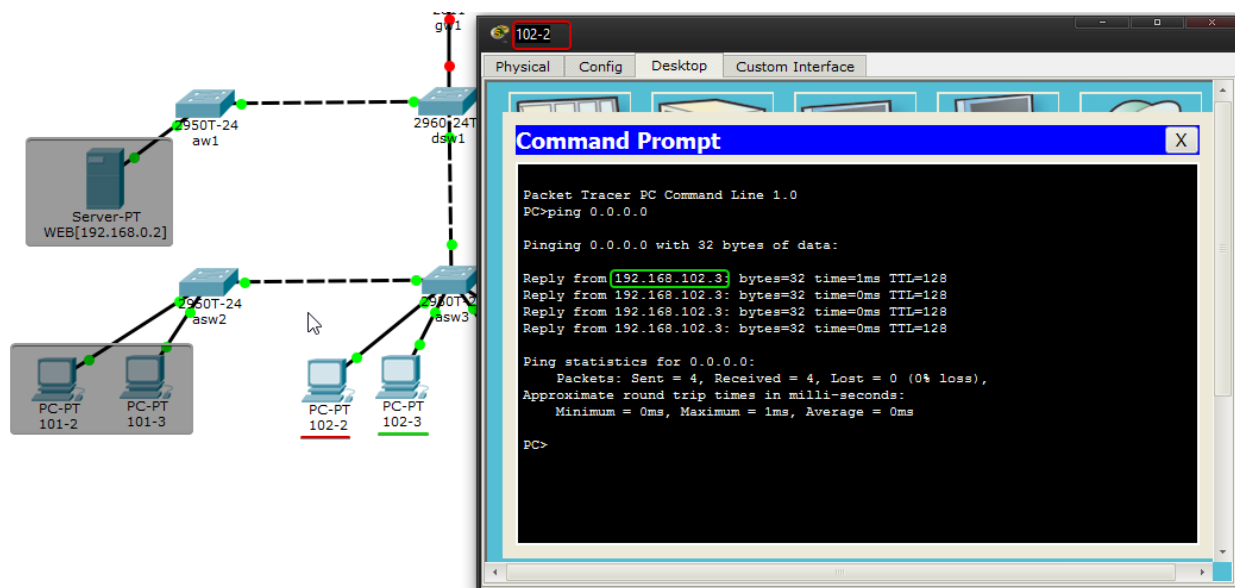 gw1
2950T-24
aw1
2960-24T
dsw1
Server-PT
WEB[192.168.0.2]
2950T-24
asw2
asw3
PC-PT
101-2
PC-PT
101-3
PC-PT
102-2
PC-PT
102-3
102-2
Physical
Config
Desktop
Custom Interface
Command Prompt
X
Packet Tracer PC Command Line 1.0
PC>ping 0.0.0.0
Pinging 0.0.0.0 with 32 bytes of data:
Reply from 192.168.102.3: bytes=32 time=1ms TTL=128
Reply from 192.168.102.3: bytes=32 time=0ms TTL=128
Reply from 192.168.102.3: bytes=32 time=0ms TTL=128
Reply from 192.168.102.3: bytes=32 time=0ms TTL=128
Ping statistics for 0.0.0.0:
Packets: Sent = 4, Received = 4, Lost = 0 (0% loss),
Approximate round trip times in milli-seconds:
Minimum = 0ms, Maximum = 1ms, Average = 0ms
PC>